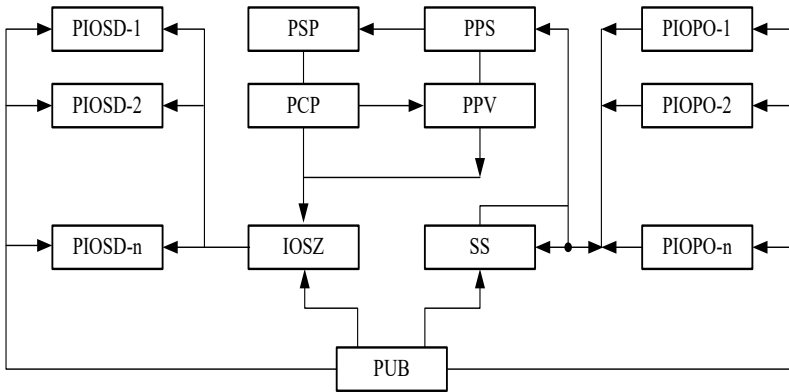 PIOSD-1
PSP
PPS
PIOPO-1
PIOSD-2
PCP
PPV
PIOPO-2
PIOSD-n
IOSZ
SS
PIOPO-n
PUB